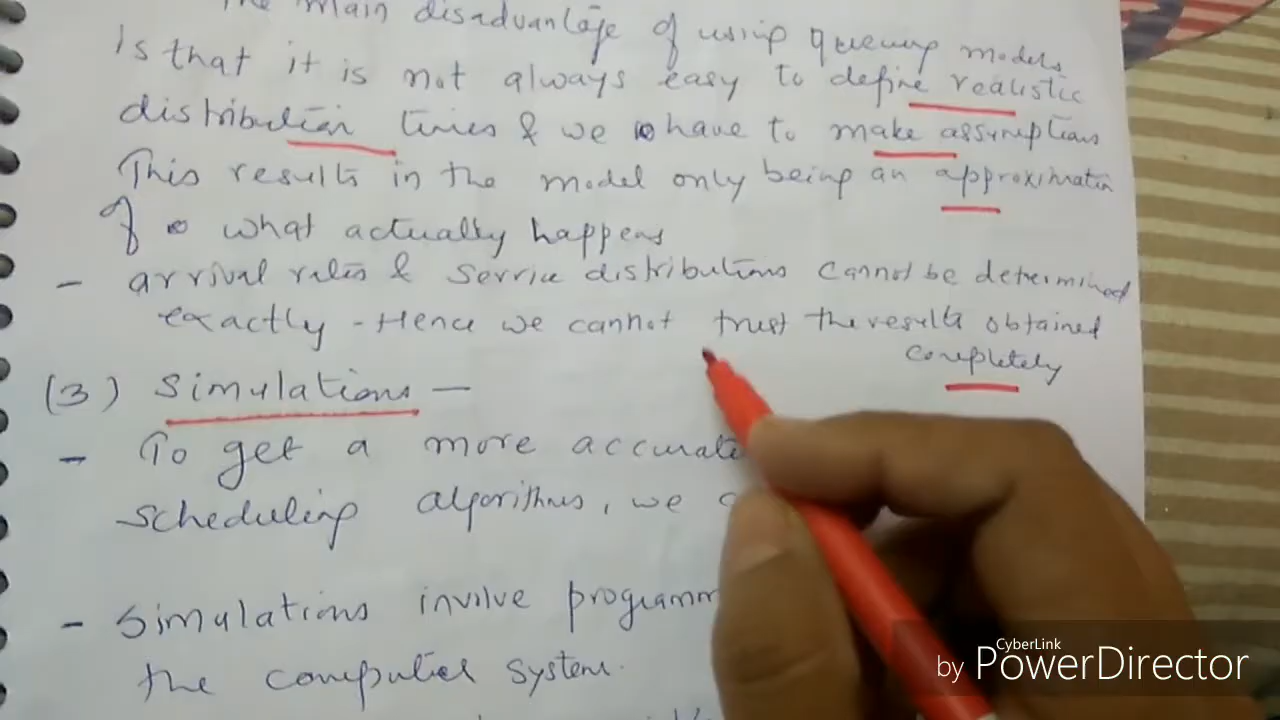 The main disadvantage of using queuing models
is that it is not always easy to define realistic
distribution times & we have to make assumptions
This results in the model only being an approximation
of what actually happens
- arrival rates & service distributions cannot be determined
exactly - Hence we cannot trust the results obtained
completely
(3) Simulations -
- To get a more accurate
scheduling algorithms, we
- Simulations involve programm
the computer system.
CyberLink
by PowerDirector